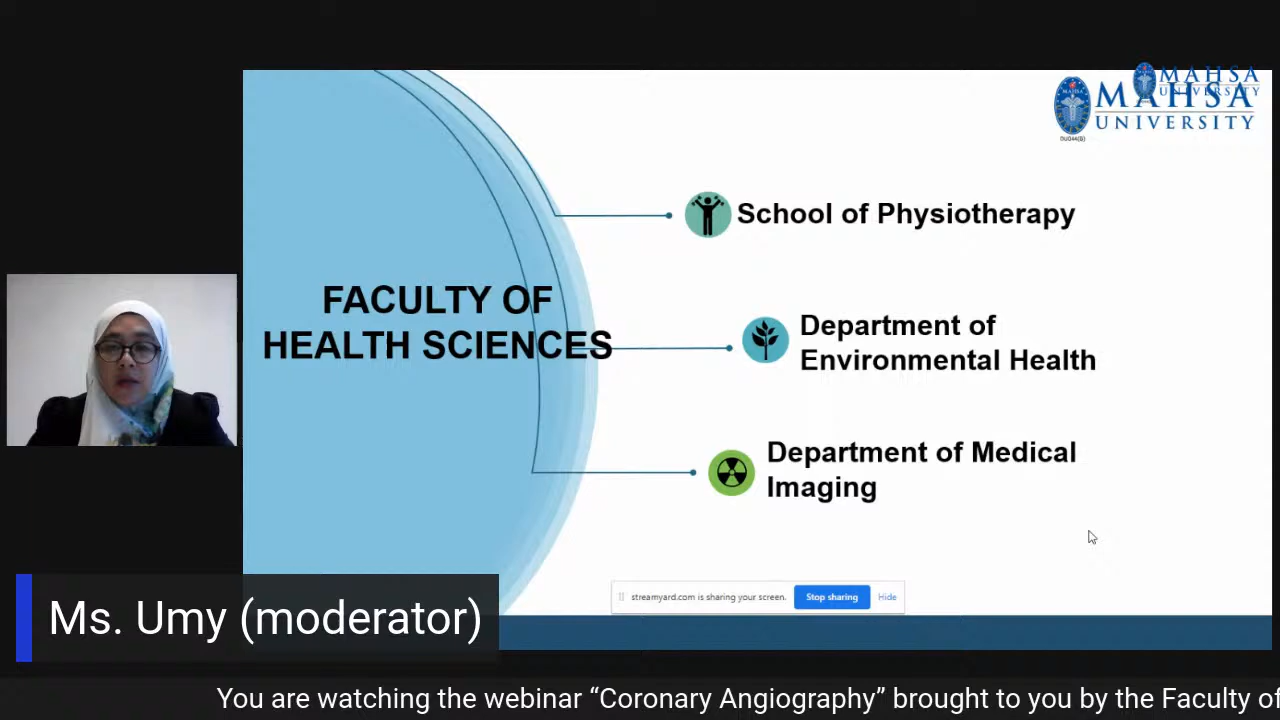 MAHSA
UNIVERSITY
MAHSA
UNIVERSITY
DU044(B)
School of Physiotherapy
FACULTY OF
HEALTH SCIENCES
Department of
Environmental Health
Department of Medical
Imaging
streamyard.com is sharing your screen.
Stop sharing
Hide
Ms. Umy (moderator)
You are watching the webinar “Coronary Angiography” brought to you by the Faculty of